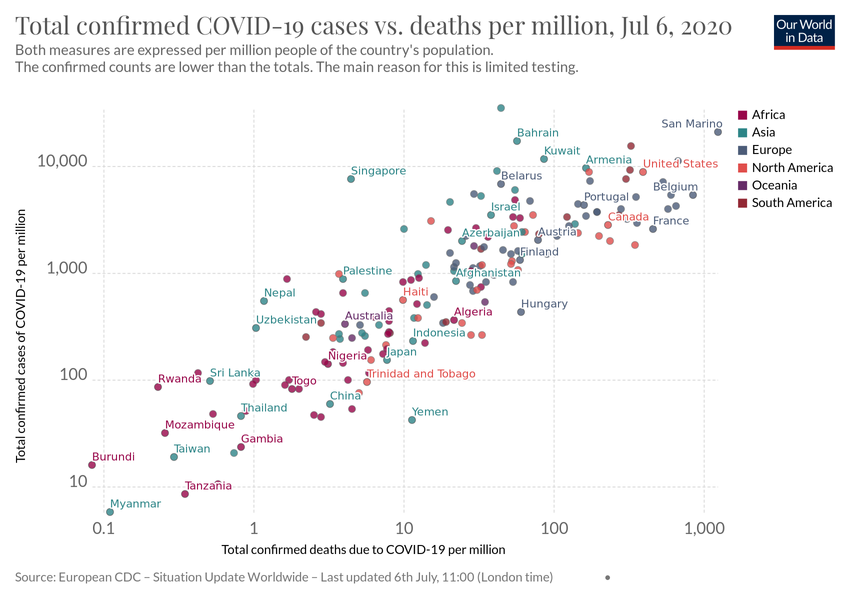 Total confirmed COVID-19 cases vs. deaths per million, Jul 6, 2020
Both measures are expressed per million people of the country's population.
The confirmed counts are lower than the totals. The main reason for this is limited testing.
Our World
in Data
San Marino
Africa
Asia
Europe
North America
Oceania
South America
Bahrain
Kuwait
Armenia
United States
10,000
Singapore
Belarus
Belgium
Portugal
Israel
Canada
France
Azerbaijan
Austria
Finland
1,000
Palestine
Afghanistan
Nepal
Haiti
Hungary
Uzbekistan
Australia
Algeria
Indonesia
Nigeria
Japan
100
Rwanda
Sri Lanka
Togo
Trinidad and Tobago
China
Thailand
Yemen
Mozambique
Gambia
Taiwan
Burundi
10
Tanzania
Myanmar
Total confirmed cases of COVID-19 per million
0.1
1
10
100
1,000
Total confirmed deaths due to COVID-19 per million
Source: European CDC – Situation Update Worldwide – Last updated 6th July, 11:00 (London time)